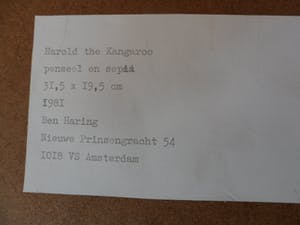 Harold the Kangaroo
penseel en sepia
31,5 x 19,5 cm
1981
Ben Haring
Nieuwe Prinsengracht 54
1018 VS Amsterdam